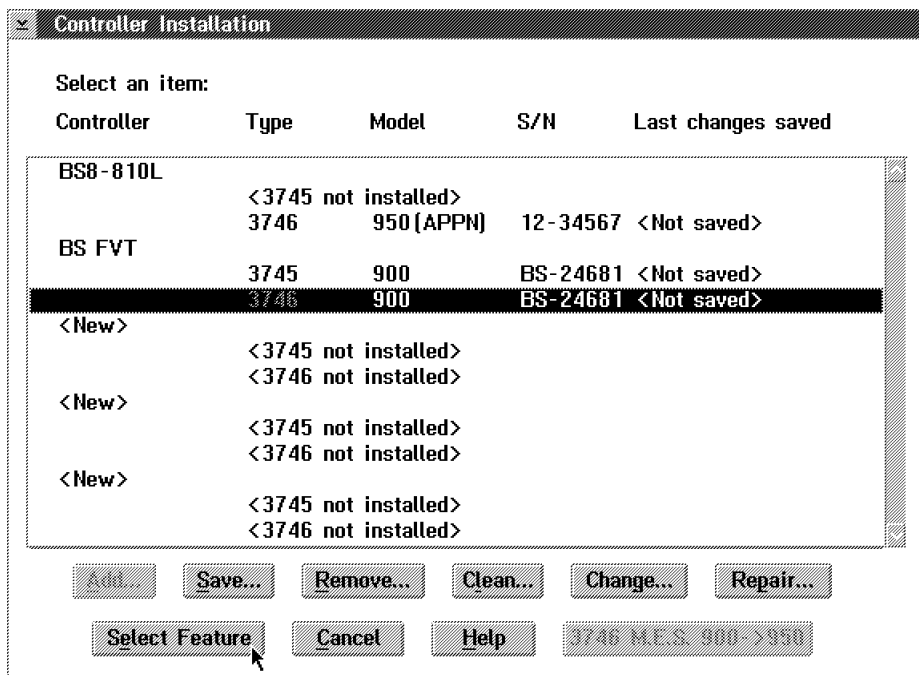 Controller Installation
Select an item:
Controller Type Model S/N Last changes saved
BS8-810L
<3745 not installed>
3746 950(APPN) 12-34567 <Not saved>
BS FVT
3745 900 BS-24681 <Not saved>
3746 900 BS-24681 <Not saved>
<New>
<3745 not installed>
<3746 not installed>
<New>
<3745 not installed>
<3746 not installed>
<New>
<3745 not installed>
<3746 not installed>
Add... Save... Remove... Clean... Change... Repair...
Select Feature Cancel Help 3746 M.E.S. 900->950